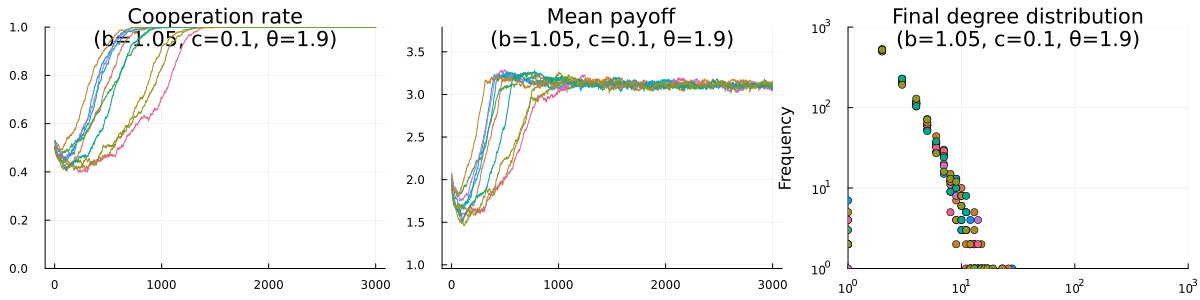 Cooperation rate
(b=1.05, c=0.1, θ=1.9)
1.0
0.8
0.6
0.4
0.2
0.0
0 1000 2000 3000
Mean payoff
(b=1.05, c=0.1, θ=1.9)
3.5
3.0
2.5
2.0
1.5
1.0
0 1000 2000 3000
Final degree distribution
(b=1.05, c=0.1, θ=1.9)
Frequency
10³
10²
10¹
10⁰
10⁰ 10¹ 10² 10³